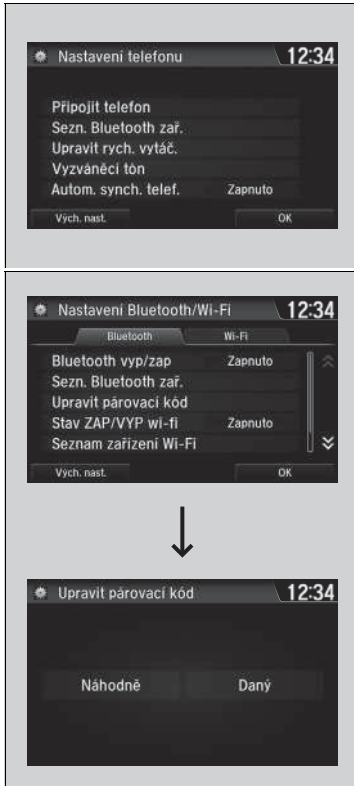 Nastavení telefonu 12:34
Připojit telefon
Sezn. Bluetooth zař.
Upravit rych. vytáč.
Vyzváněcí tón
Autom. synch. telef. Zapnuto
Vých. nast. OK
Nastavení Bluetooth/Wi-Fi 12:34
Bluetooth Wi-Fi
Bluetooth vyp/zap Zapnuto
Sezn. Bluetooth zař.
Upravit párovací kód
Stav ZAP/VYP wi-fi Zapnuto
Seznam zařízení Wi-Fi
Vých. nast. OK
Upravit párovací kód 12:34
Náhodně Daný